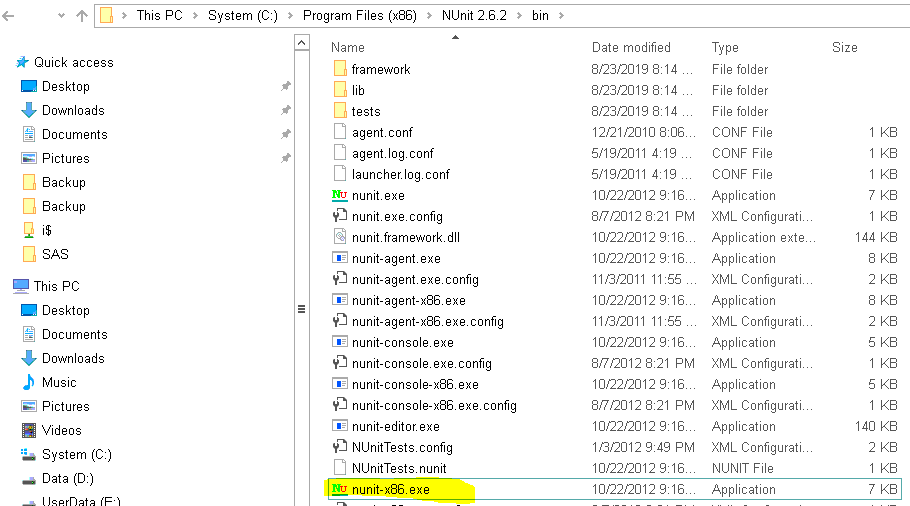 This PC > System (C:) > Program Files (x86) > NUnit 2.6.2 > bin >
Quick access
Desktop
Downloads
Documents
Pictures
Backup
Backup
i$
SAS
This PC
Desktop
Documents
Downloads
Music
Pictures
Videos
System (C:)
Data (D:)
UserData (E:)
Name Date modified Type Size
framework 8/23/2019 8:14 ... File folder
lib 8/23/2019 8:14 ... File folder
tests 8/23/2019 8:14 ... File folder
agent.conf 12/21/2010 8:06... CONF File 1 KB
agent.log.conf 5/19/2011 4:19 ... CONF File 1 KB
launcher.log.conf 5/19/2011 4:19 ... CONF File 1 KB
nunit.exe 10/22/2012 9:16... Application 7 KB
nunit.exe.config 8/7/2012 8:21 PM XML Configurati... 1 KB
nunit.framework.dll 10/22/2012 9:16... Application exte... 144 KB
nunit-agent.exe 10/22/2012 9:16... Application 8 KB
nunit-agent.exe.config 11/3/2011 11:55 ... XML Configurati... 2 KB
nunit-agent-x86.exe 10/22/2012 9:16... Application 8 KB
nunit-agent-x86.exe.config 11/3/2011 11:55 ... XML Configurati... 2 KB
nunit-console.exe 10/22/2012 9:16... Application 5 KB
nunit-console.exe.config 8/7/2012 8:21 PM XML Configurati... 1 KB
nunit-console-x86.exe 10/22/2012 9:16... Application 5 KB
nunit-console-x86.exe.config 8/7/2012 8:21 PM XML Configurati... 1 KB
nunit-editor.exe 10/22/2012 9:16... Application 140 KB
NUnitTests.config 1/3/2012 9:49 PM XML Configurati... 2 KB
NUnitTests.nunit 10/22/2012 9:16... NUNIT File 1 KB
nunit-x86.exe 10/22/2012 9:16... Application 7 KB